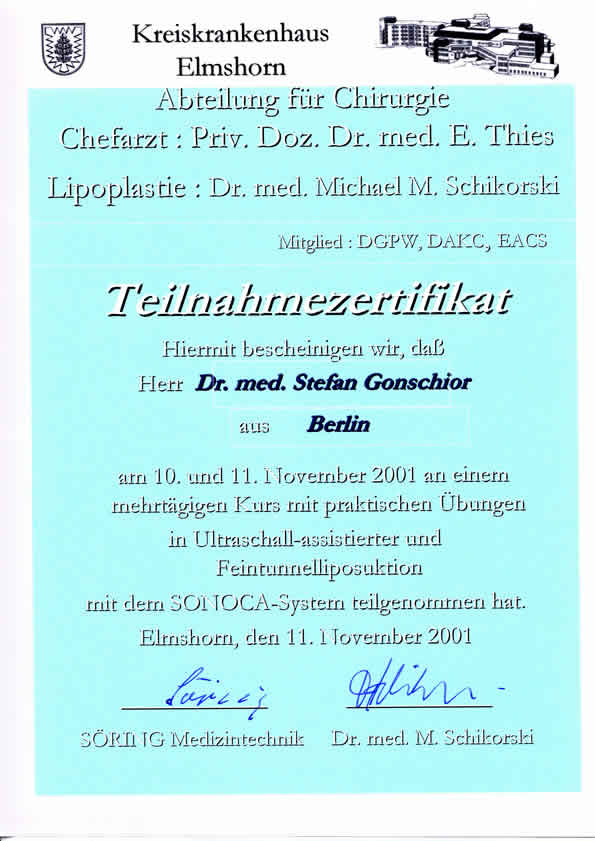 Kreiskrankenhaus
Elmshorn
Abteilung für Chirurgie
Chefarzt : Priv. Doz. Dr. med. E. Thies
Lipoplastie : Dr. med. Michael M. Schikorski
Mitglied : DGPW, DAKC, EACS
Teilnahmezertifikat
Hiermit bescheinigen wir, daß
Herr Dr. med. Stefan Gonschior
aus Berlin
am 10. und 11. November 2001 an einem
mehrtägigen Kurs mit praktischen Übungen
in Ultraschall-assistierter und
Feintunnelliposuktion
mit dem SONOCA-System teilgenommen hat.
Elmshorn, den 11. November 2001
SÖRING Medizintechnik Dr. med. M. Schikorski